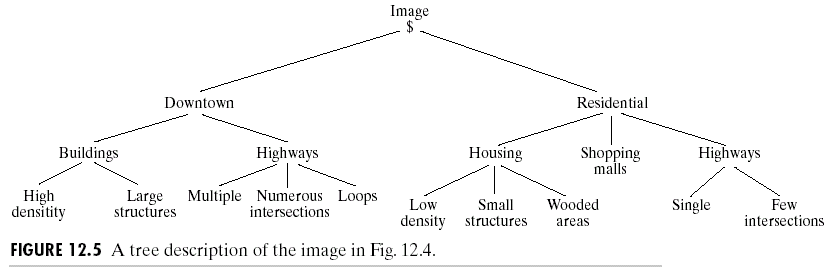 Image
$
Downtown
Residential
Buildings
Highways
Housing
Shopping
malls
Highways
High
densitity
Large
structures
Multiple
Numerous
intersections
Loops
Low
density
Small
structures
Wooded
areas
Single
Few
intersections
FIGURE 12.5 A tree description of the image in Fig. 12.4.